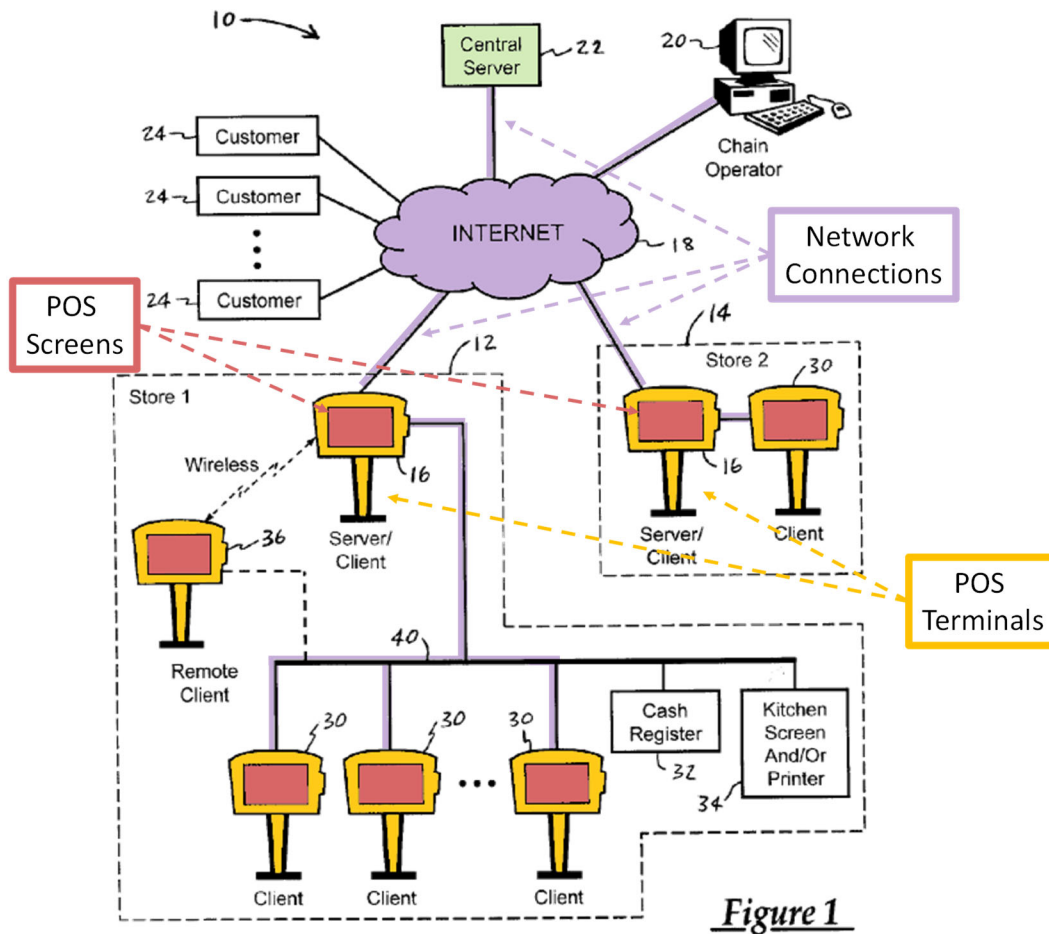 10
Central
Server
22
20
Chain
Operator
24
Customer
24
Customer
24
Customer
INTERNET
18
Network
Connections
POS
Screens
12
14
Store 1
Store 2
30
Wireless
16
16
Server/
Client
Server/
Client
Client
36
POS
Terminals
Remote
Client
40
30
30
30
Cash
Register
32
Kitchen
Screen
And/Or
Printer
34
Client
Client
Client
Figure 1